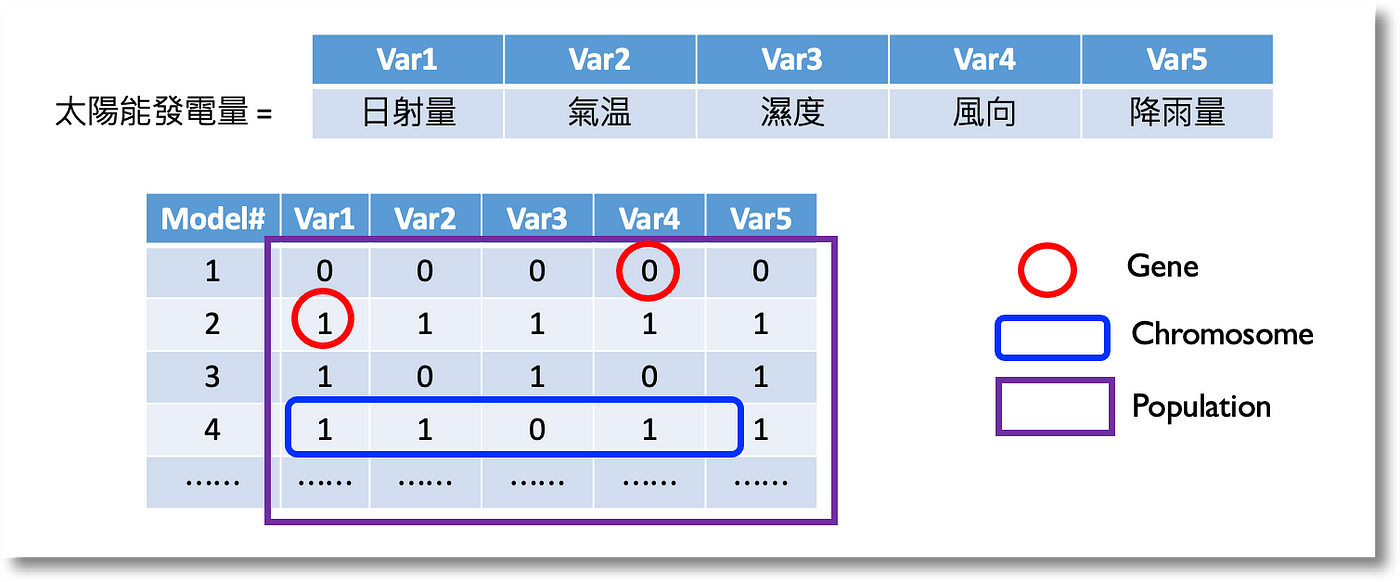 Var1 Var2 Var3 Var4 Var5
太陽能發電量 = 日射量 氣温 濕度 風向 降雨量
Model# Var1 Var2 Var3 Var4 Var5
1 0 0 0 0 0
2 1 1 1 1 1
3 1 0 1 0 1
4 1 1 0 1 1
...... ...... ...... ...... ...... ......
Gene
Chromosome
Population